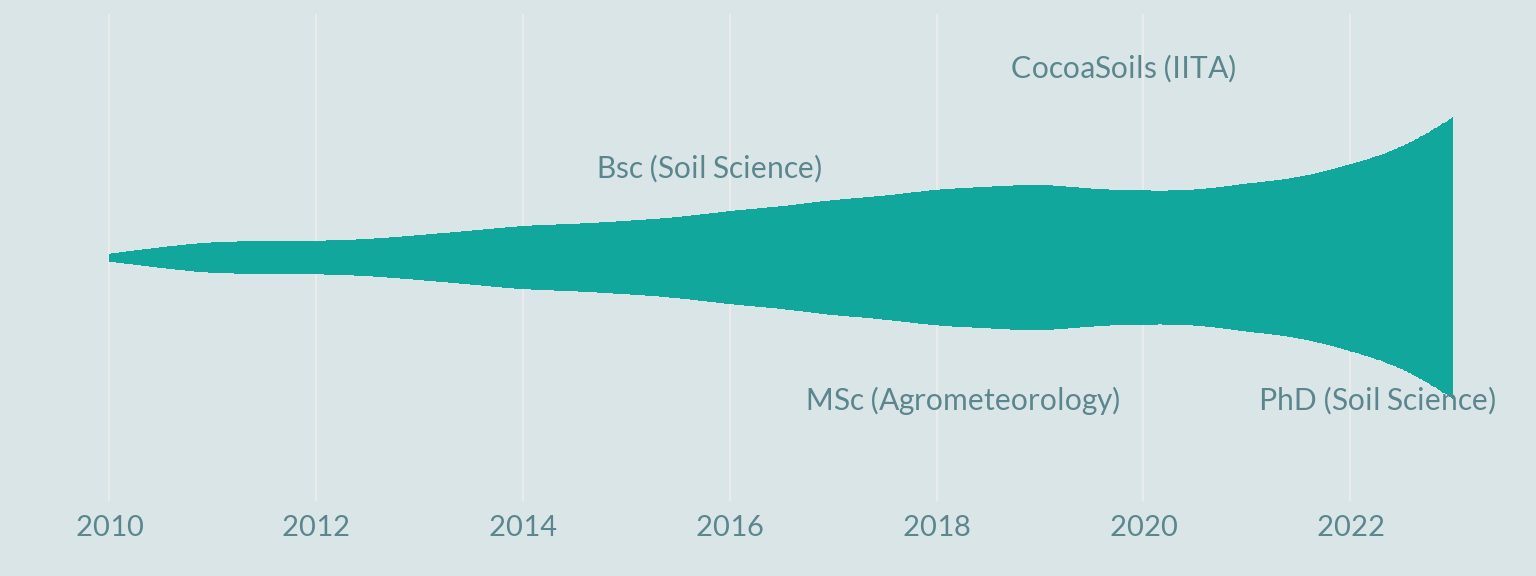 CocoaSoils (IITA)
Bsc (Soil Science)
MSc (Agrometeorology)
PhD (Soil Science)
2010 2012 2014 2016 2018 2020 2022